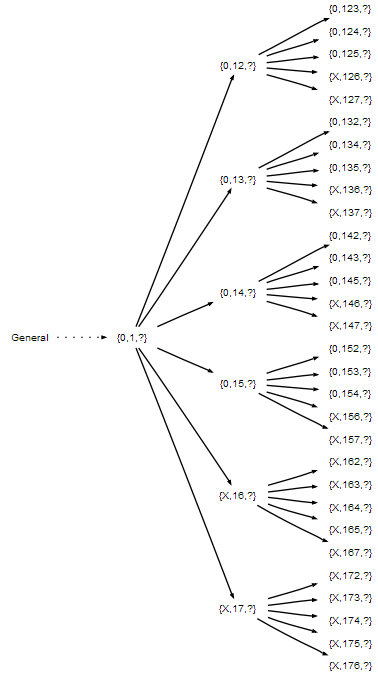 {0,123,?}
{0,124,?}
{0,125,?}
{0,12,?}
{X,126,?}
{X,127,?}
{0,132,?}
{0,134,?}
{0,135,?}
{0,13,?}
{X,136,?}
{X,137,?}
{0,142,?}
{0,143,?}
{0,145,?}
{0,14,?}
{X,146,?}
{X,147,?}
General {0,1,?}
{0,152,?}
{0,153,?}
{0,15,?}
{0,154,?}
{X,156,?}
{X,157,?}
{X,162,?}
{X,163,?}
{X,16,?}
{X,164,?}
{X,165,?}
{X,167,?}
{X,172,?}
{X,173,?}
{X,17,?}
{X,174,?}
{X,175,?}
{X,176,?}